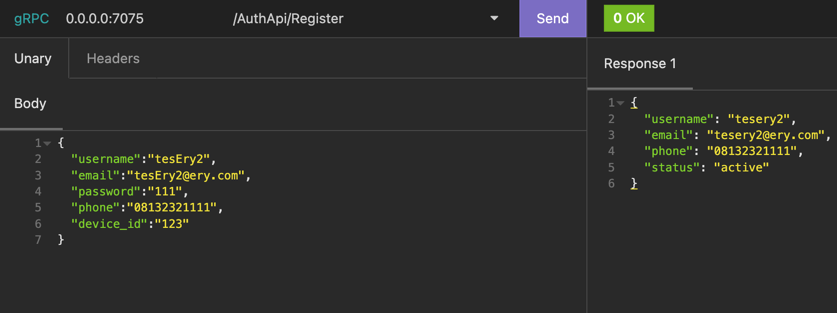 gRPC 0.0.0.0:7075 /AuthApi/Register Send 0 OK
Unary Headers
Response 1
Body
1 {
2 "username":"tesEry2",
3 "email":"tesEry2@ery.com",
4 "password":"111",
5 "phone":"08132321111",
6 "device_id":"123"
7 }
1 {
2 "username": "tesery2",
3 "email": "tesery2@ery.com",
4 "phone": "08132321111",
5 "status": "active"
6 }